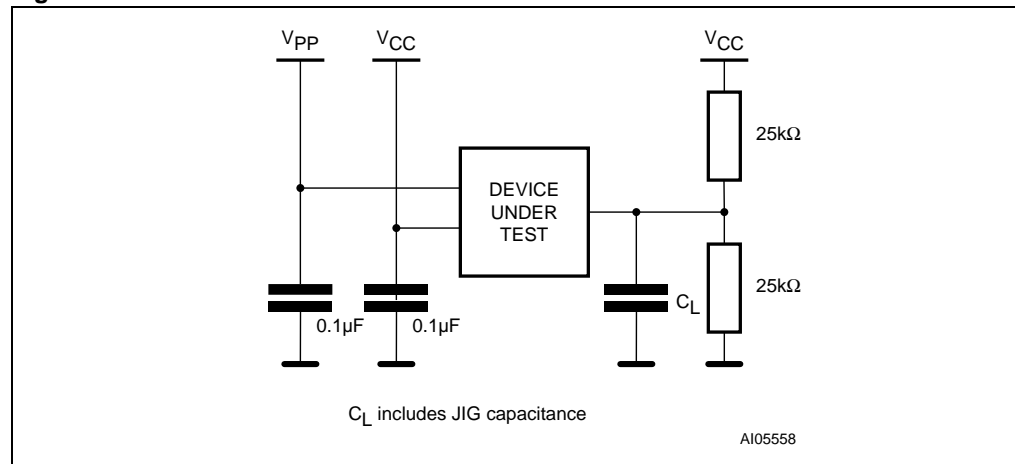 VPP
VCC
VCC
25kΩ
DEVICE
UNDER
TEST
25kΩ
CL
0.1µF
0.1µF
CL includes JIG capacitance
AI05558